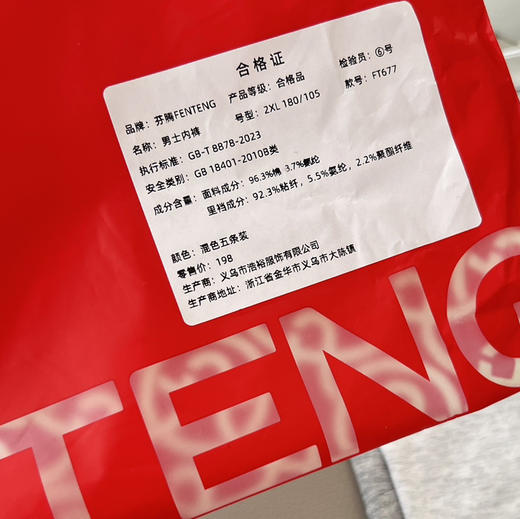 合格证
品牌：芬腾FENTENG 产品等级：合格品 检验员：⑥号
名称：男士内裤 号型：2XL 180/105 款号：FT677
执行标准：GB-T 8878-2023
安全类别：GB 18401-2010B类
成分含量：面料成分：96.3%棉 3.7%氨纶
里裆成分：92.3%粘纤，5.5%氨纶，2.2%聚酯纤维
颜色：混色五条装
零售价：198
生产商：义乌市浩裕服饰有限公司
生产商地址：浙江省金华市义乌市大陈镇
TENG